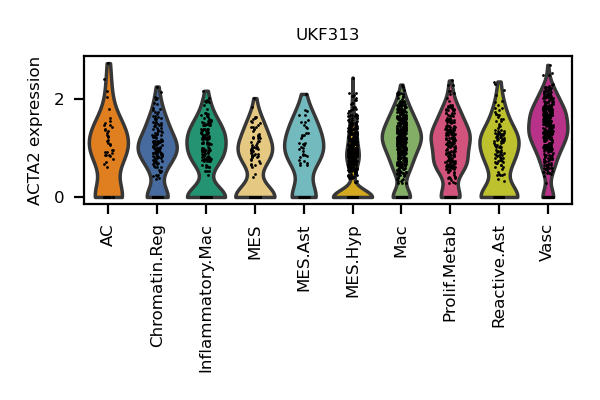 UKF313
ACTA2 expression
2
0
AC
Chromatin.Reg
Inflammatory.Mac
MES
MES.Ast
MES.Hyp
Mac
Prolif.Metab
Reactive.Ast
Vasc